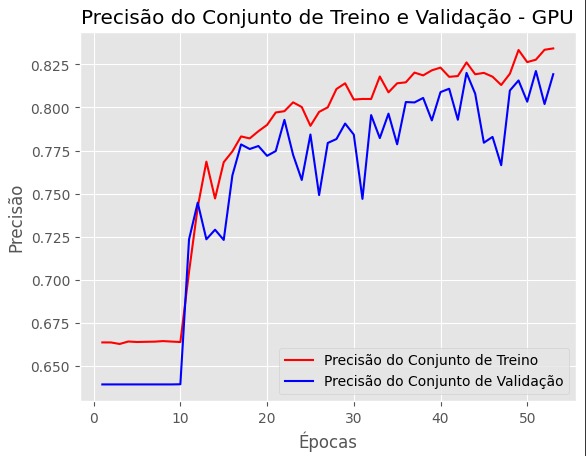 Precisão do Conjunto de Treino e Validação - GPU
0.825
0.800
0.775
0.750
0.725
0.700
0.675
0.650
Precisão
Precisão do Conjunto de Treino
Precisão do Conjunto de Validação
0 10 20 30 40 50
Épocas